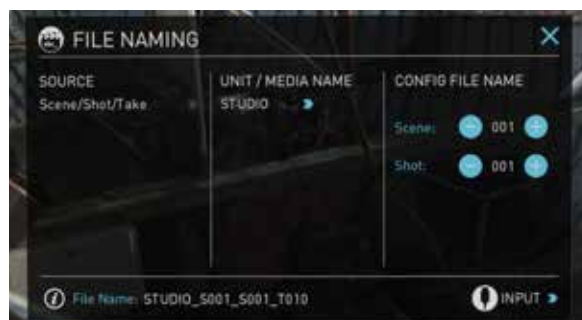 FILE NAMING
SOURCE
Scene/Shot/Take
UNIT / MEDIA NAME
STUDIO
CONFIG FILE NAME
Scene: 001
Shot: 001
File Name: STUDIO_S001_S001_T010
INPUT